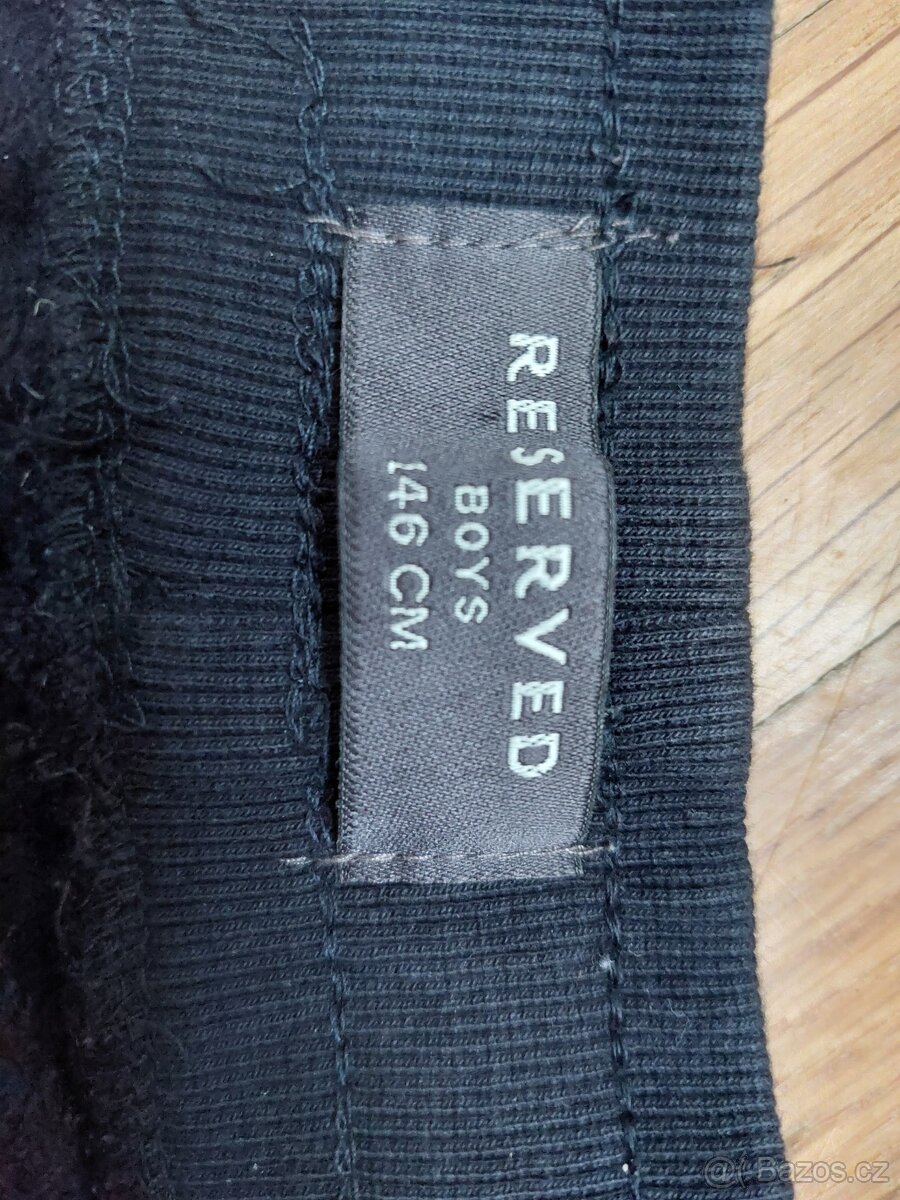 RESERVED
BOYS
146 CM
@ Bazos.cz